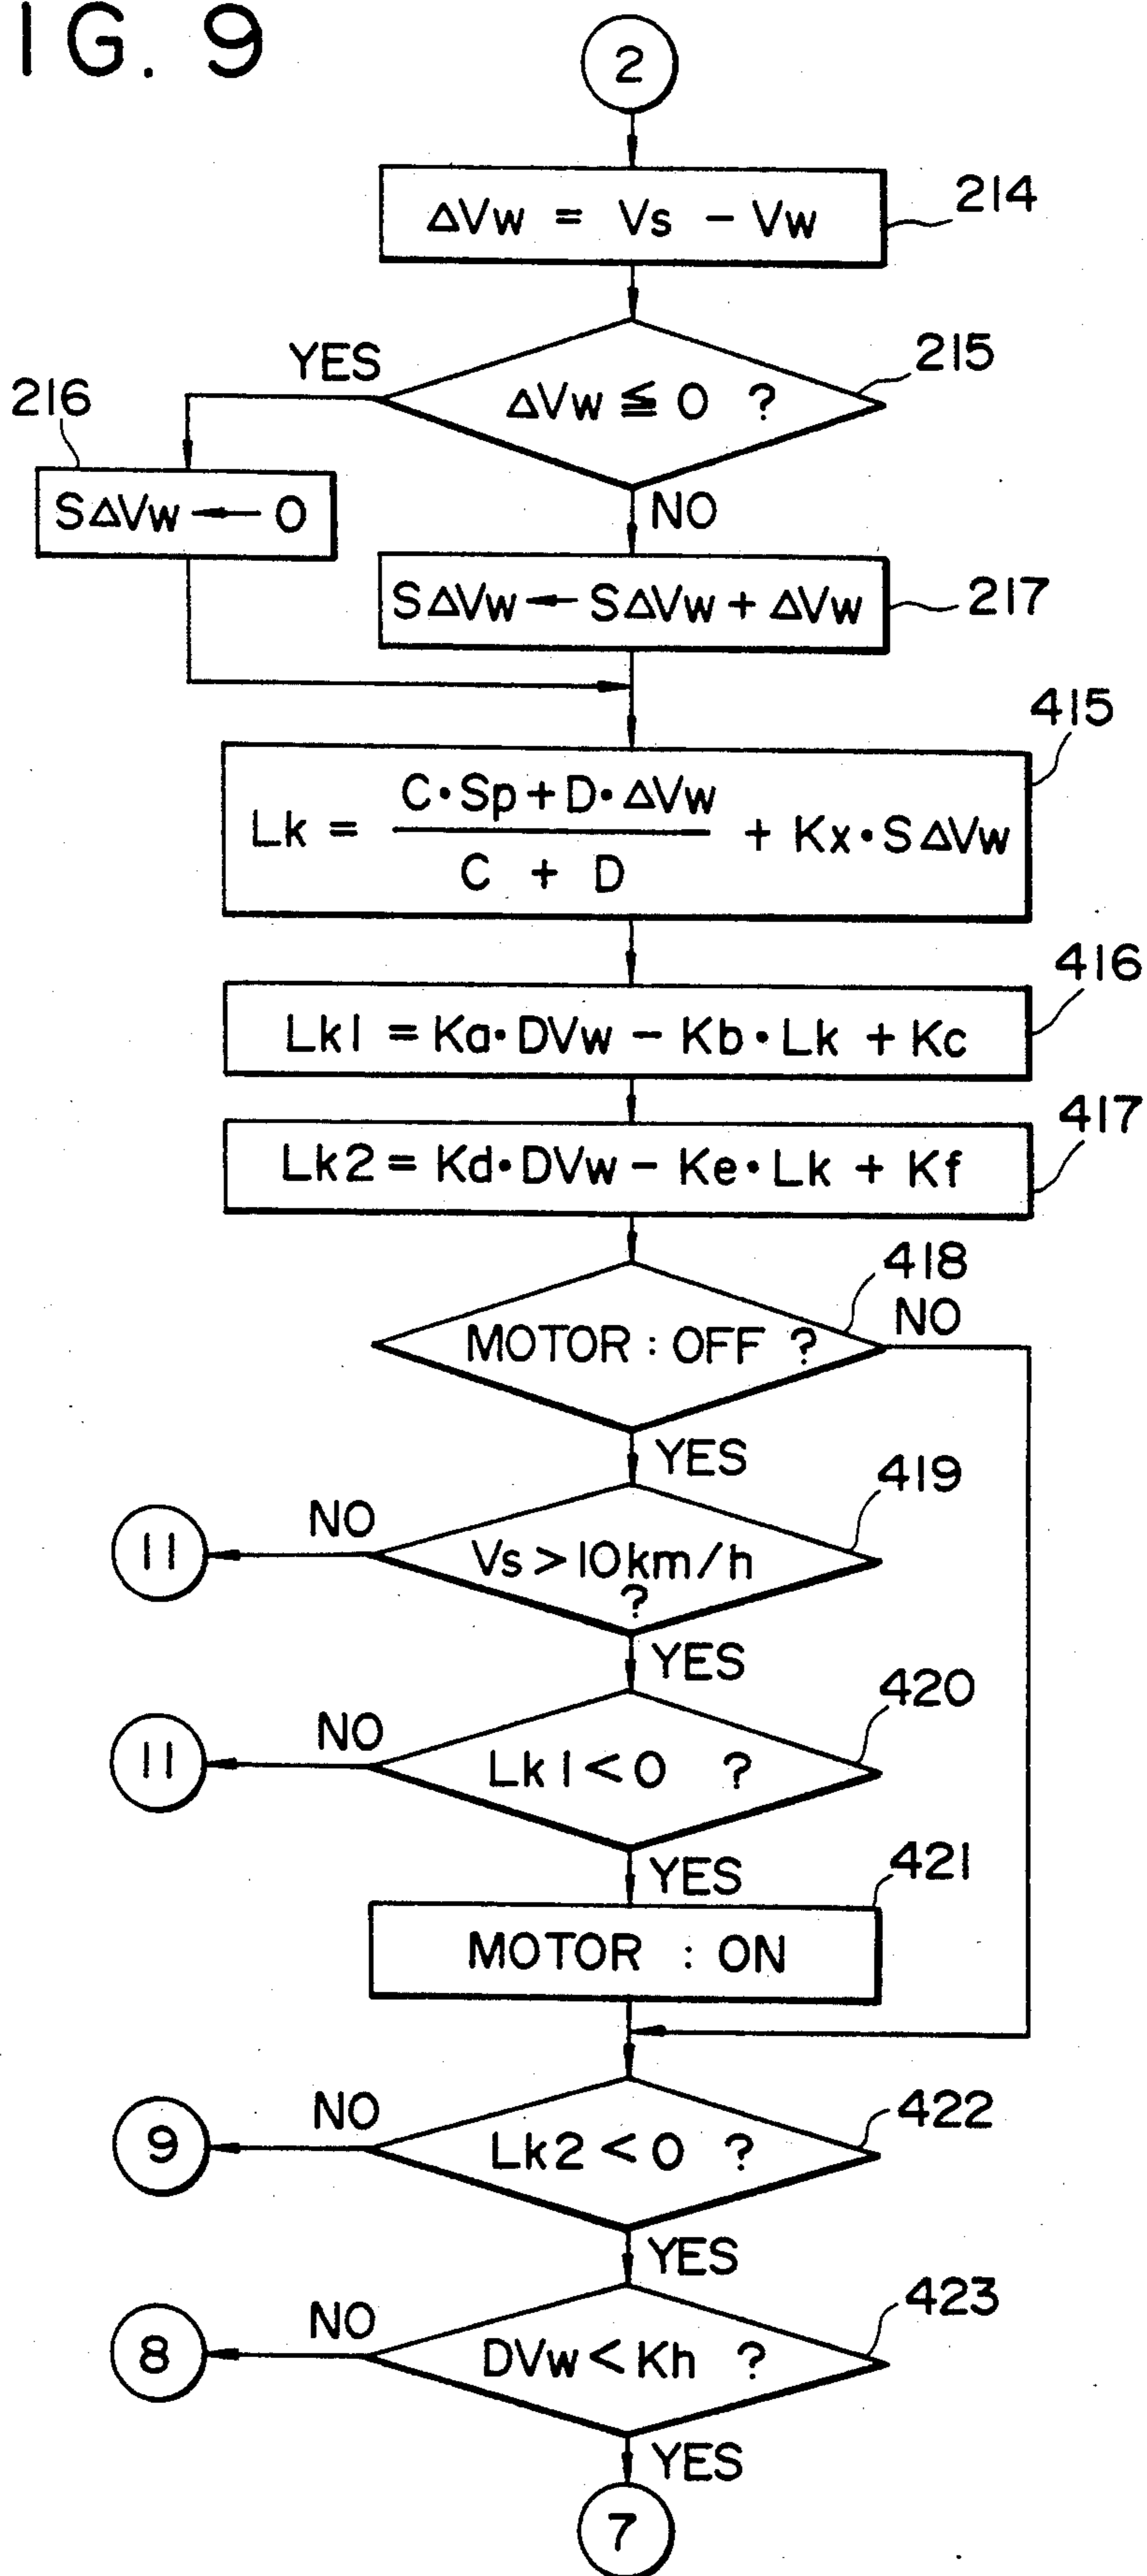 IG. 9
2
ΔVw = Vs - Vw
214
YES
215
ΔVw ≦ 0 ?
216
SΔVw ← 0
NO
SΔVw ← SΔVw + ΔVw
217
415
C·Sp + D·ΔVw
Lk = + Kx·SΔVw
C + D
416
Lk1 = Ka·DVw - Kb·Lk + Kc
417
Lk2 = Kd·DVw - Ke·Lk + Kf
418
NO
MOTOR : OFF ?
YES
419
NO
11
Vs > 10km/h
?
YES
420
NO
11
Lk1 < 0 ?
YES
421
MOTOR : ON
NO
422
9
Lk2 < 0 ?
YES
423
NO
8
DVw < Kh ?
YES
7